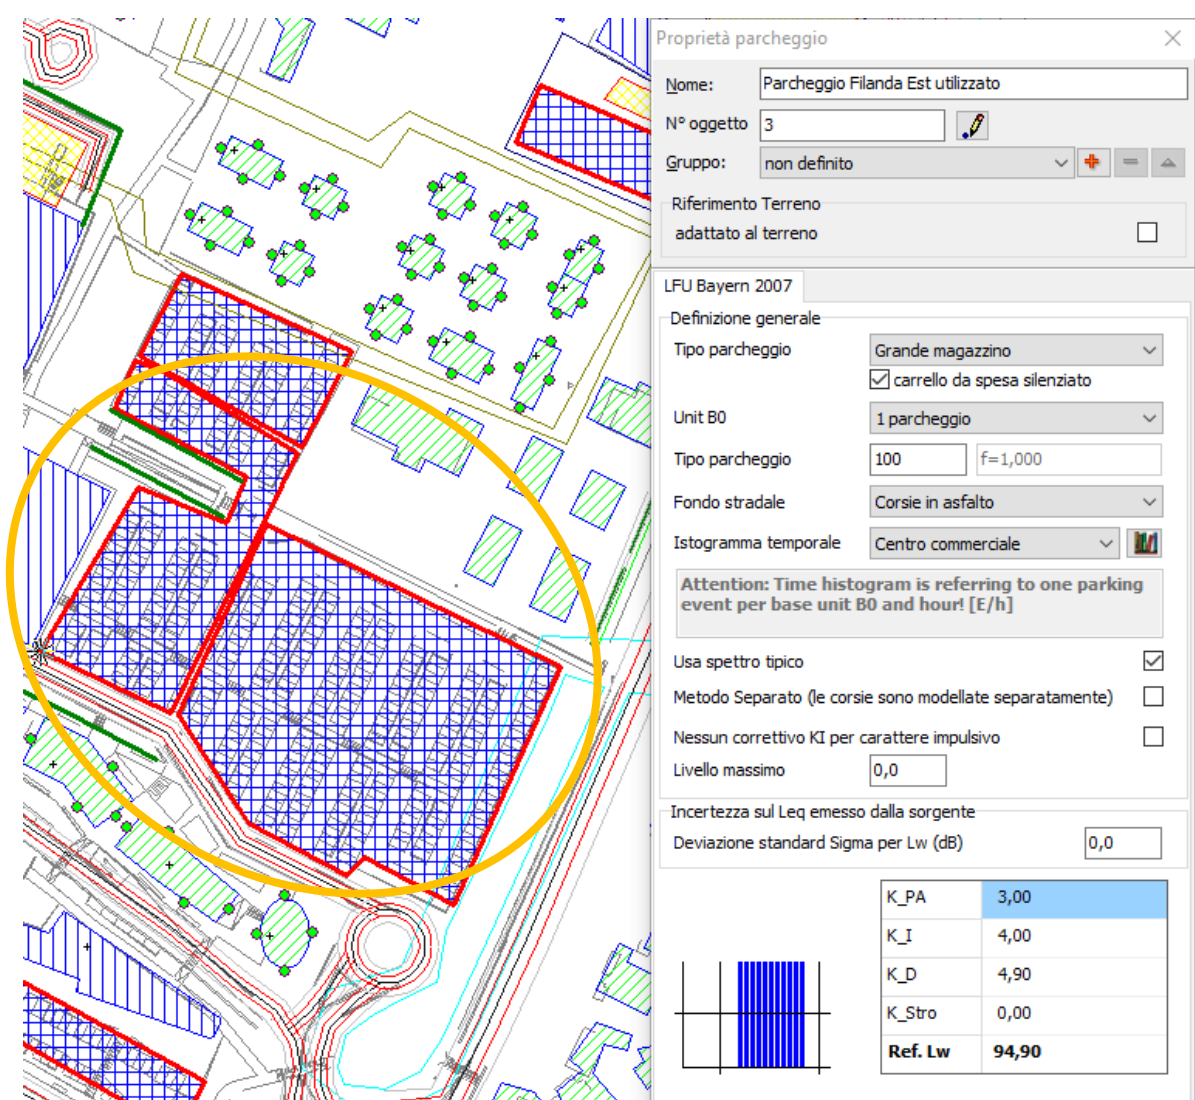 Proprietà parcheggio
Nome: Parcheggio Filanda Est utilizzato
N° oggetto 3
Gruppo: non definito
Riferimento Terreno
adattato al terreno
LFU Bayern 2007
Definizione generale
Tipo parcheggio Grande magazzino
carrello da spesa silenziato
Unit B0 1 parcheggio
Tipo parcheggio 100 f=1,000
Fondo stradale Corsie in asfalto
Istogramma temporale Centro commerciale
Attention: Time histogram is referring to one parking
event per base unit B0 and hour! [E/h]
Usa spettro tipico
Metodo Separato (le corsie sono modellate separatamente)
Nessun correttivo KI per carattere impulsivo
Livello massimo 0,0
Incertezza sul Leq emesso dalla sorgente
Deviazione standard Sigma per Lw (dB) 0,0
K_PA 3,00
K_I 4,00
K_D 4,90
K_Stro 0,00
Ref. Lw 94,90